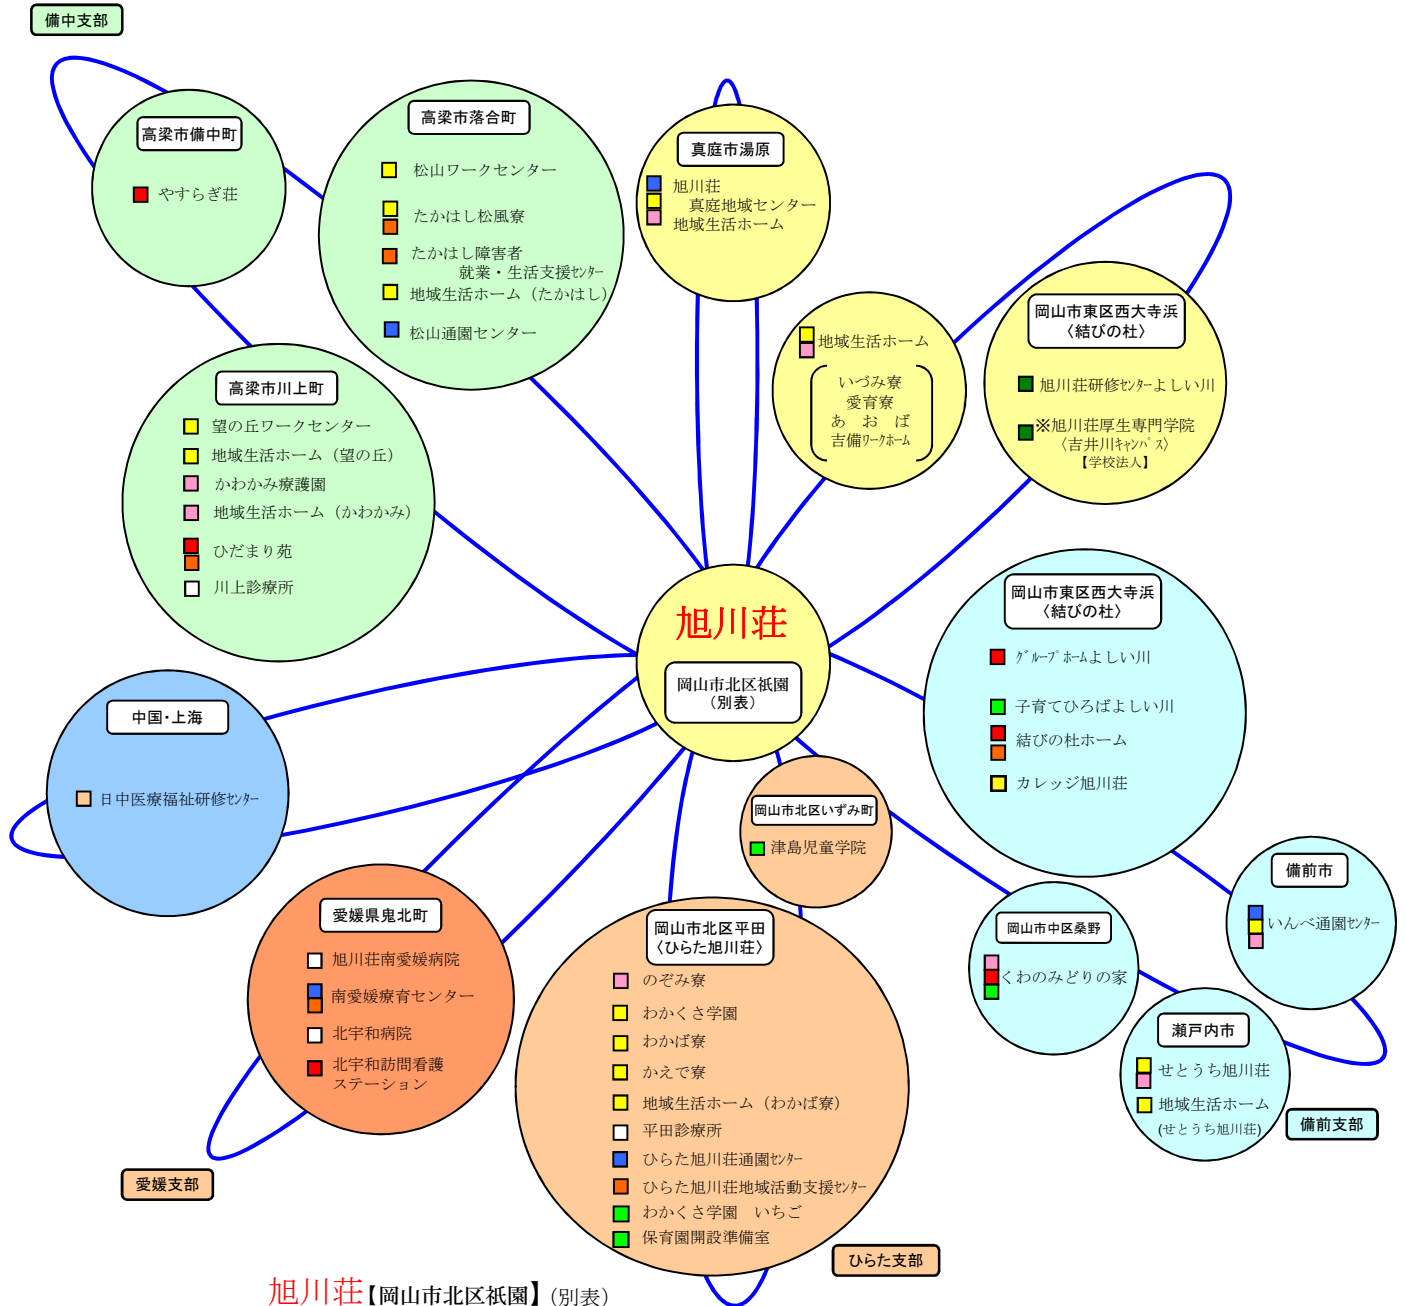 備中支部
高梁市備中町
やすらぎ荘
高梁市落合町
松山ワークセンター
たかはし松風寮
たかはし障害者
就業・生活支援ｾﾝﾀｰ
地域生活ホーム（たかはし）
松山通園センター
真庭市湯原
旭川荘
真庭地域センター
地域生活ホーム
地域生活ホーム
いづみ寮
愛育寮
あ　お　ば
吉備ﾜｰｸﾎｰﾑ
岡山市東区西大寺浜
〈結びの杜〉
旭川荘研修ｾﾝﾀｰよしい川
※旭川荘厚生専門学院
〈吉井川ｷｬﾝﾊﾟｽ〉
【学校法人】
高梁市川上町
望の丘ワークセンター
地域生活ホーム（望の丘）
かわかみ療護園
地域生活ホーム（かわかみ）
ひだまり苑
川上診療所
旭川荘
岡山市北区祇園
（別表）
岡山市東区西大寺浜
〈結びの杜〉
ｸﾞﾙｰﾌﾟﾎｰﾑよしい川
子育てひろばよしい川
結びの杜ホーム
カレッジ旭川荘
中国・上海
日中医療福祉研修ｾﾝﾀｰ
岡山市北区いずみ町
津島児童学院
備前市
いんべ通園ｾﾝﾀｰ
愛媛県鬼北町
旭川荘南愛媛病院
南愛媛療育センター
北宇和病院
北宇和訪問看護
ステーション
岡山市北区平田
〈ひらた旭川荘〉
のぞみ寮
わかくさ学園
わかば寮
かえで寮
地域生活ホーム（わかば寮）
平田診療所
ひらた旭川荘通園ｾﾝﾀｰ
ひらた旭川荘地域活動支援ｾﾝﾀｰ
わかくさ学園　いちご
保育園開設準備室
岡山市中区桑野
くわのみどりの家
瀬戸内市
せとうち旭川荘
地域生活ホーム
(せとうち旭川荘)
備前支部
愛媛支部
ひらた支部
旭川荘【岡山市北区祇園】（別表）